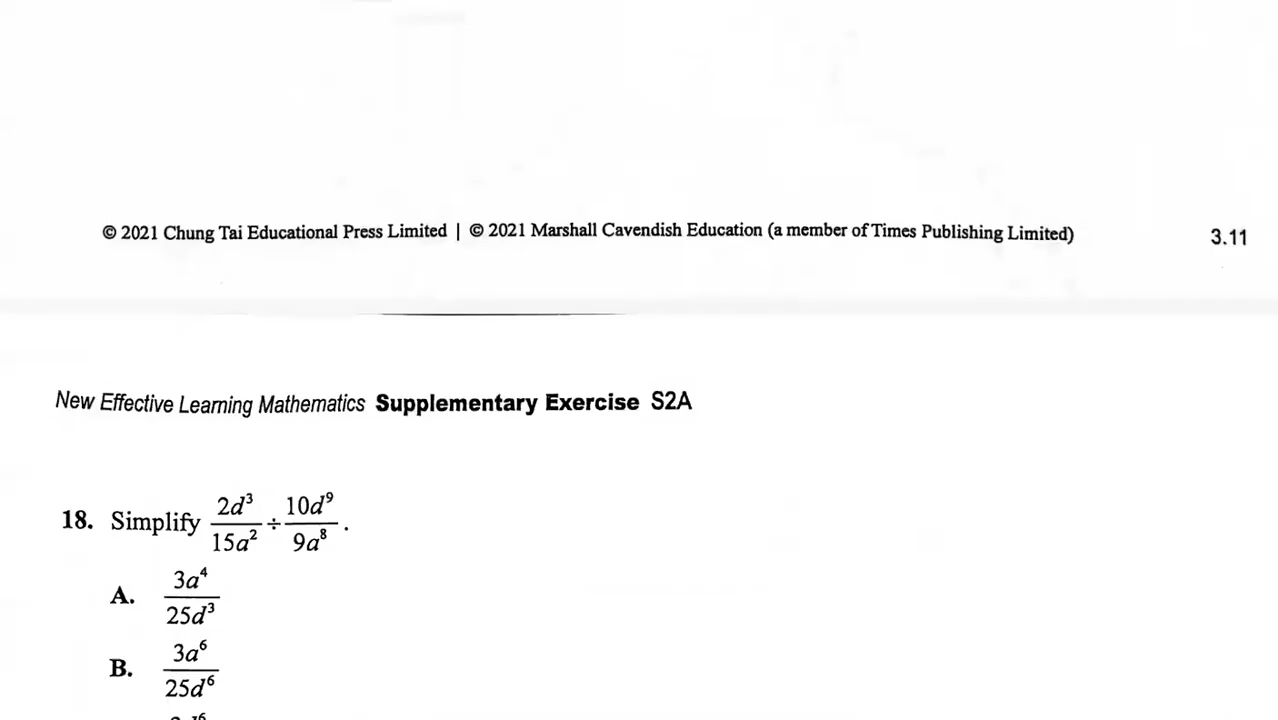 © 2021 Chung Tai Educational Press Limited | © 2021 Marshall Cavendish Education (a member of Times Publishing Limited) 3.11
New Effective Learning Mathematics Supplementary Exercise S2A
18. Simplify 2d³/15a² ÷ 10d⁹/9a⁸ .
A. 3a⁴/25d³
B. 3a⁶/25d⁶